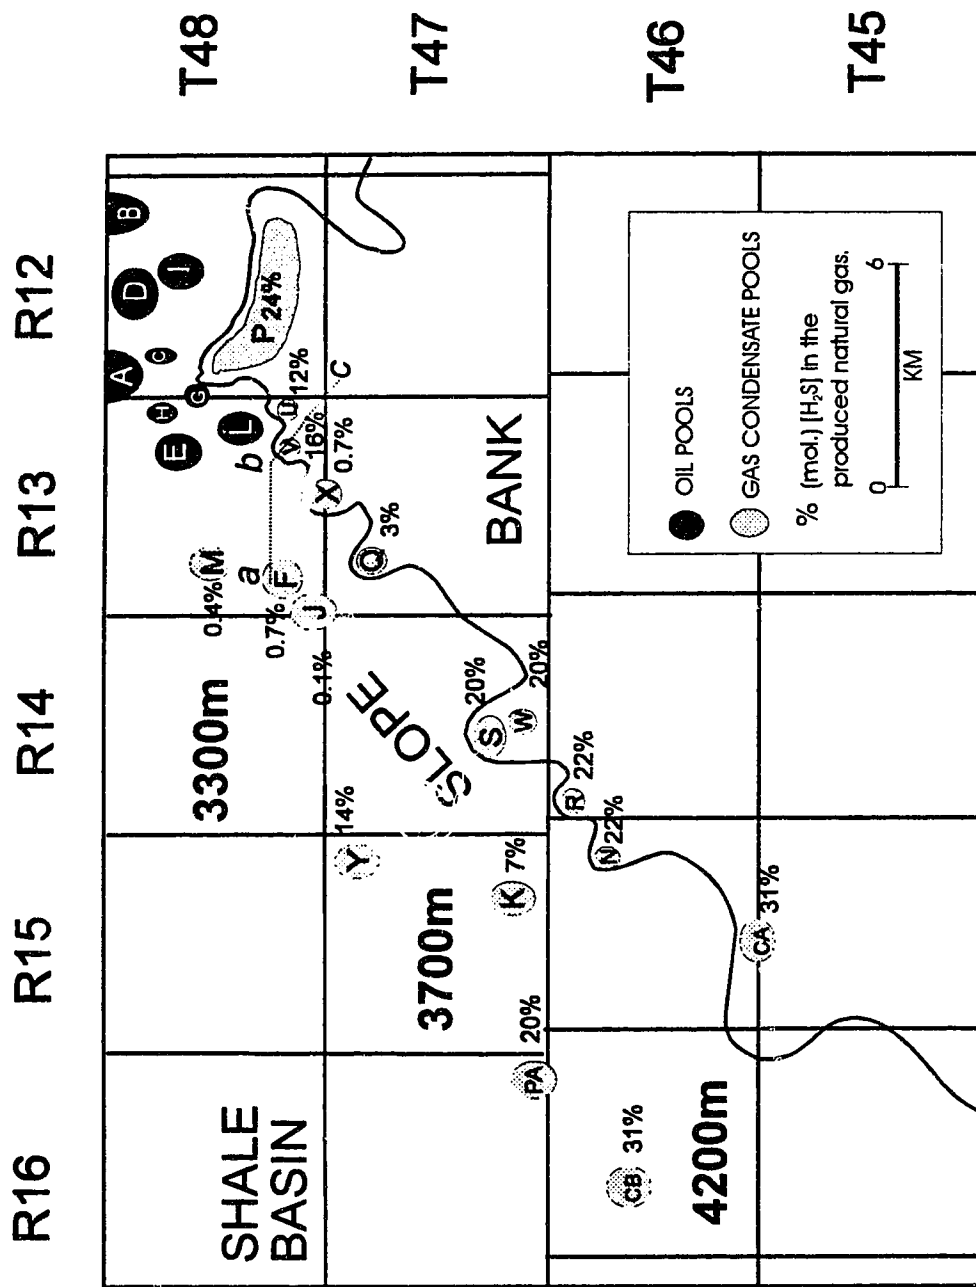 R16
R15
R14
R13
R12
T48
T47
T46
T45
SHALE
BASIN
3300m
SLOPE
3700m
4200m
BANK
A
B
C
D
E
G
H
I
L
M
0.4%
a
F
0.7%
J
0.1%
b
V
16%
U
12%
c
P 24%
X
0.7%
Q
3%
Y
14%
K
7%
S
20%
W
20%
PA
20%
R
22%
N
22%
CA
31%
CB
31%
OIL POOLS
GAS CONDENSATE POOLS
% (mol.) [H₂S] in the
produced natural gas.
0
6
KM